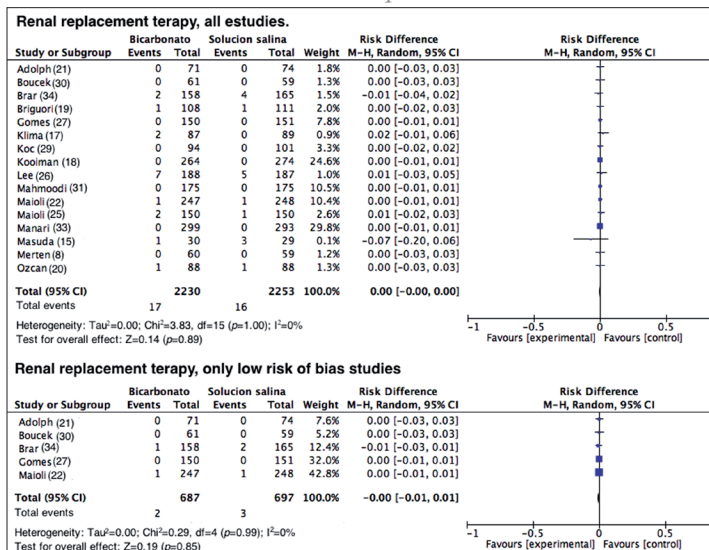 Renal replacement terapy, all estudies.
Bicarbonato Solucion salina Risk Difference Risk Difference
Study or Subgroup Events Total Events Total Weight M-H, Random, 95% CI M-H, Random, 95% CI
Adolph (21) 0 71 0 74 1.8% 0.00 [-0.03, 0.03]
Boucek (30) 0 61 0 59 1.3% 0.00 [-0.03, 0.03]
Brar (34) 2 158 4 165 1.3% -0.01 [-0.04, 0.02]
Briguori (19) 1 108 1 111 2.0% 0.00 [-0.02, 0.03]
Gomes (27) 0 150 0 151 7.8% 0.00 [-0.01, 0.01]
Klima (17) 2 87 0 89 0.9% 0.02 [-0.01, 0.06]
Koc (29) 0 94 0 101 3.3% 0.00 [-0.02, 0.02]
Kooiman (18) 0 264 0 274 24.6% 0.00 [-0.01, 0.01]
Lee (26) 7 188 5 187 1.0% 0.01 [-0.03, 0.05]
Mahmoodi (31) 0 175 0 175 10.5% 0.00 [-0.01, 0.01]
Maioli (22) 1 247 1 248 10.4% 0.00 [-0.01, 0.01]
Maioli (25) 2 150 1 150 2.6% 0.01 [-0.02, 0.03]
Manari (33) 0 299 0 293 29.8% 0.00 [-0.01, 0.01]
Masuda (15) 1 30 3 29 0.1% -0.07 [-0.20, 0.06]
Merten (8) 0 60 0 59 1.3% 0.00 [-0.03, 0.03]
Ozcan (20) 1 88 1 88 1.3% 0.00 [-0.03, 0.03]
Total (95% CI) 2230 2253 100.0% 0.00 [-0.00, 0.00]
Total events 17 16
Heterogeneity: Tau²=0.00; Chi²=3.83, df=15 (p=1.00); I²=0%
Test for overall effect: Z=0.14 (p=0.89)
-1 -0.5 0 0.5 1
Favours [experimental] Favours [control]
Renal replacement terapy, only low risk of bias studies
Bicarbonato Solucion salina Risk Difference Risk Difference
Study or Subgroup Events Total Events Total Weight M-H, Random, 95% CI M-H, Random, 95% CI
Adolph (21) 0 71 0 74 7.6% 0.00 [-0.03, 0.03]
Boucek (30) 0 61 0 59 5.2% 0.00 [-0.03, 0.03]
Brar (34) 1 158 2 165 12.4% -0.01 [-0.03, 0.01]
Gomes (27) 0 150 0 151 32.0% 0.00 [-0.01, 0.01]
Maioli (22) 1 247 1 248 42.8% 0.00 [-0.01, 0.01]
Total (95% CI) 687 697 100.0% -0.00 [-0.01, 0.01]
Total events 2 3
Heterogeneity: Tau²=0.00; Chi²=0.29, df=4 (p=0.99); I²=0%
Test for overall effect: Z=0.19 (p=0.85)
-1 -0.5 0 0.5 1
Favours [experimental] Favours [control]